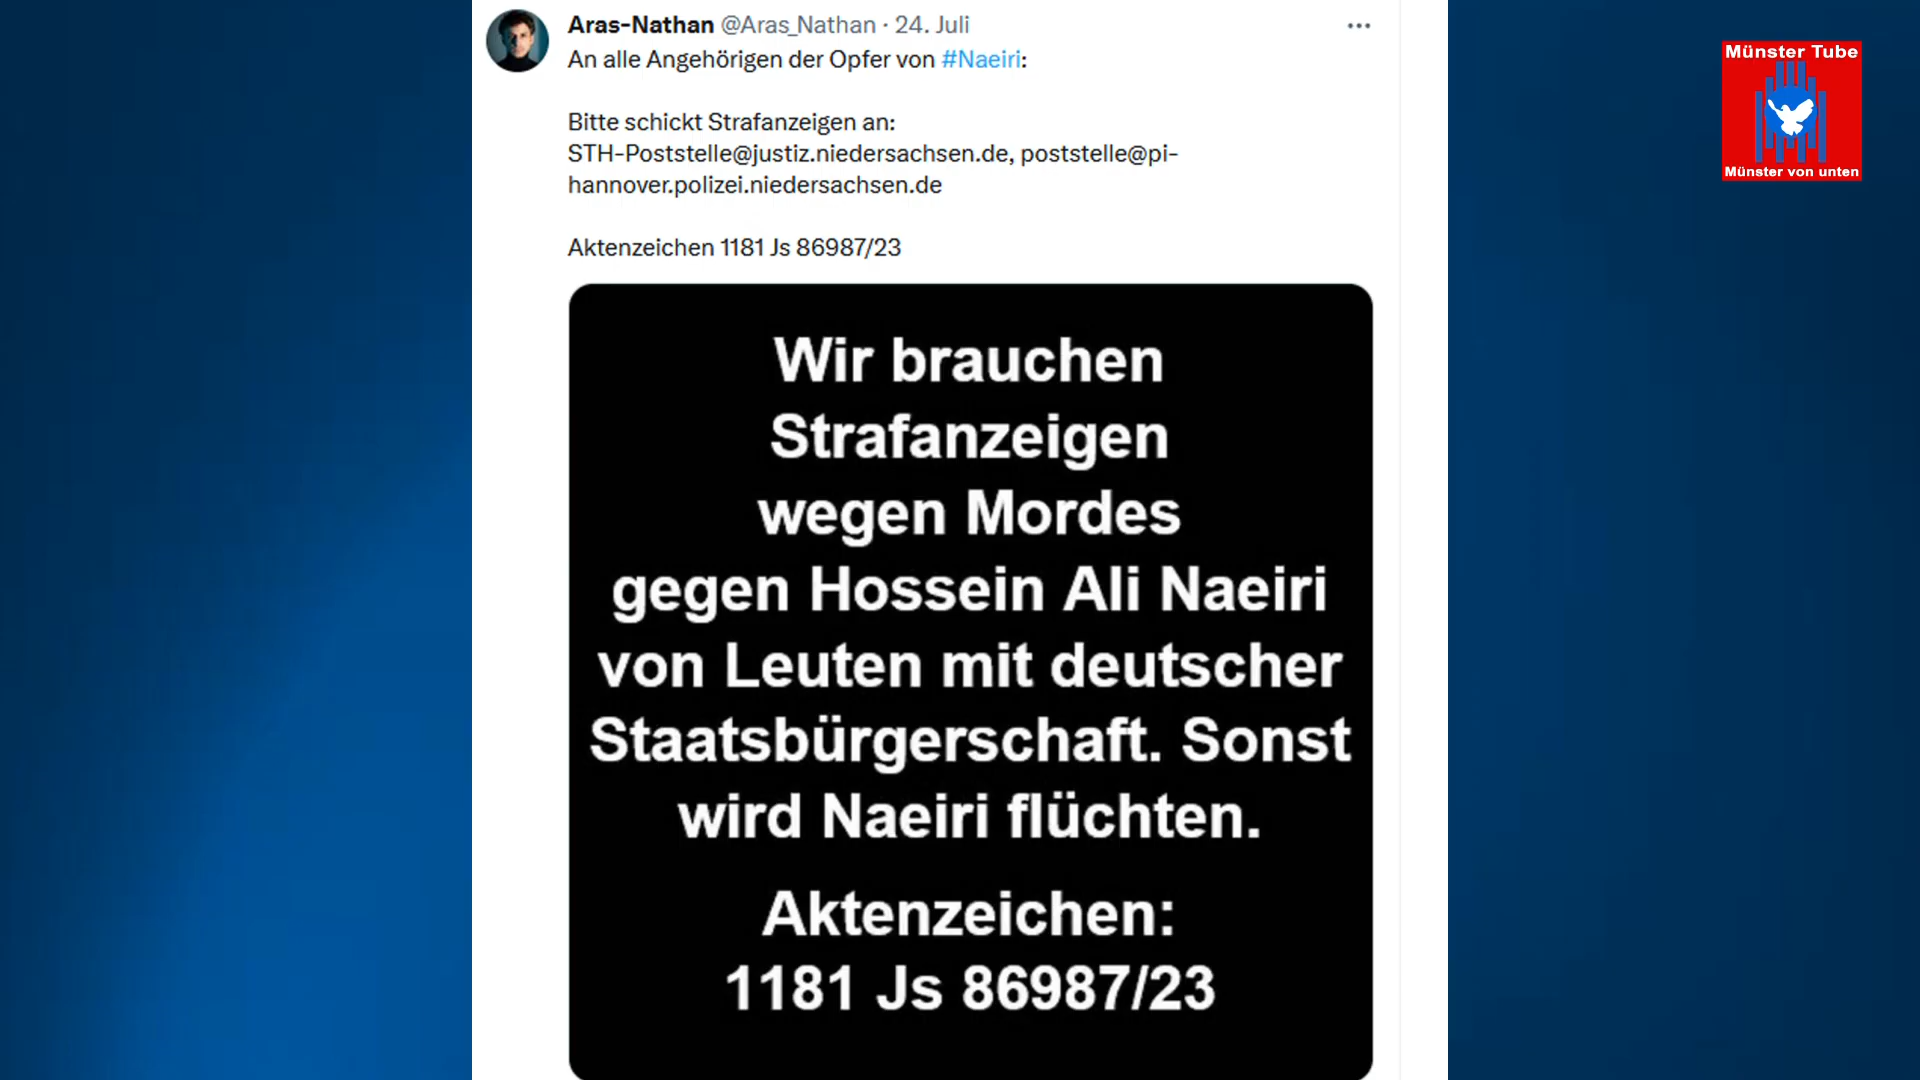 Aras-Nathan @Aras_Nathan · 24. Juli
An alle Angehörigen der Opfer von #Naeiri:
Bitte schickt Strafanzeigen an:
STH-Poststelle@justiz.niedersachsen.de, poststelle@pi-
hannover.polizei.niedersachsen.de
Aktenzeichen 1181 Js 86987/23
Wir brauchen
Strafanzeigen
wegen Mordes
gegen Hossein Ali Naeiri
von Leuten mit deutscher
Staatsbürgerschaft. Sonst
wird Naeiri flüchten.
Aktenzeichen:
1181 Js 86987/23
Münster Tube
Münster von unten